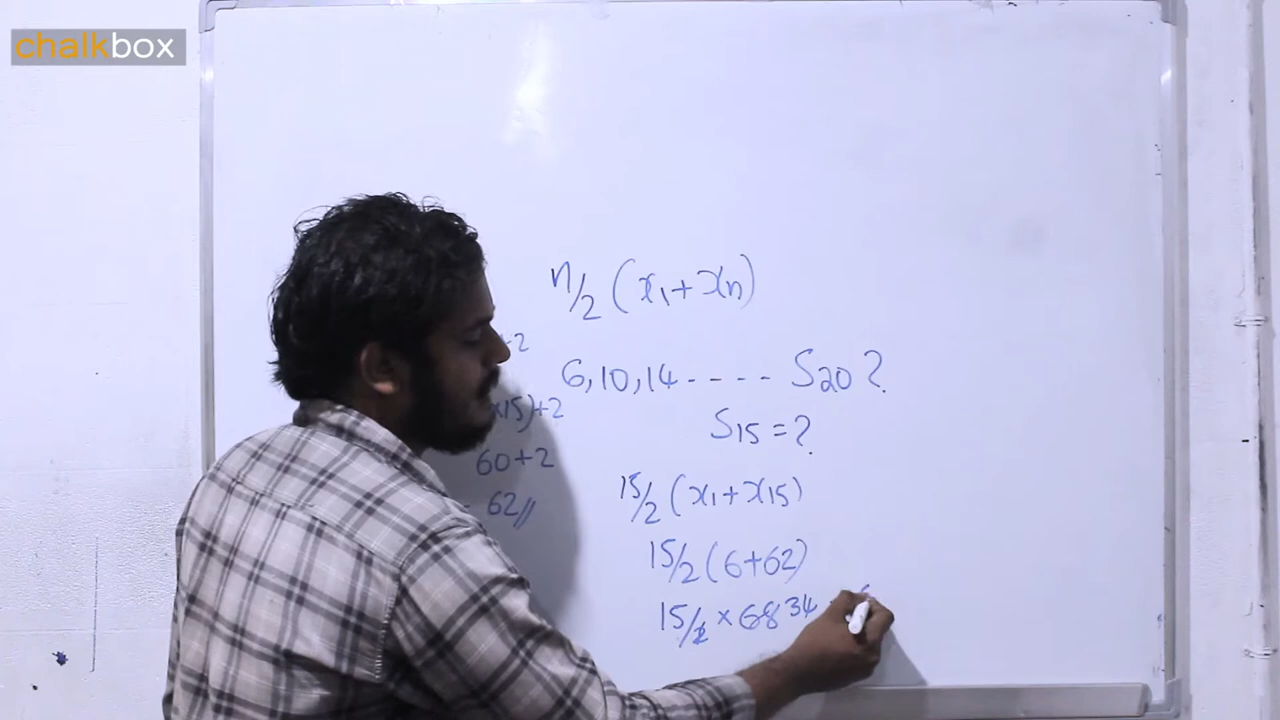 chalkbox
n/2 (x₁+xn)
+2
6,10,14---- S20?
x15)+2
S15=?
60+2
15/2 (x₁+x15)
62//
15/2 (6+62)
15/2 ×68 34